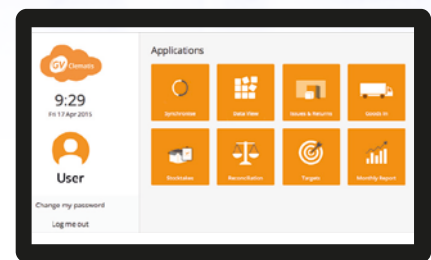 GV Clements
Applications
9:29
Fri 17 Apr 2015
User
Change my password
Log me out
Synchronise
Data View
Issues & Returns
Goods In
Stocktakes
Reconciliation
Targets
Monthly Report